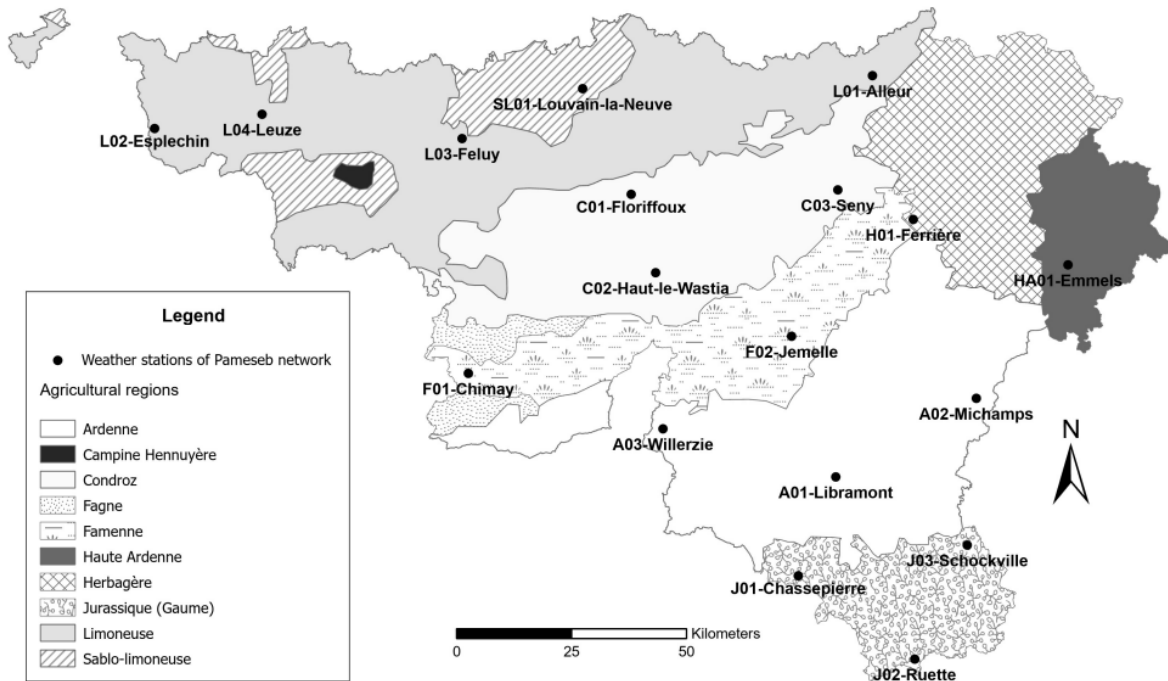 L01-Alleur
SL01-Louvain-la-Neuve
L04-Leuze
L02-Esplechin
L03-Feluy
C03-Seny
C01-Floriffoux
H01-Ferrière
HA01-Emmels
C02-Haut-le-Wastia
F02-Jemelle
F01-Chimay
A02-Michamps
A03-Willerzie
A01-Libramont
J03-Schockville
J01-Chassepierre
J02-Ruette
Legend
Weather stations of Pameseb network
Agricultural regions
Ardenne
Campine Hennuyère
Condroz
Fagne
Famenne
Haute Ardenne
Herbagère
Jurassique (Gaume)
Limoneuse
Sablo-limoneuse
N
Kilometers
0 25 50